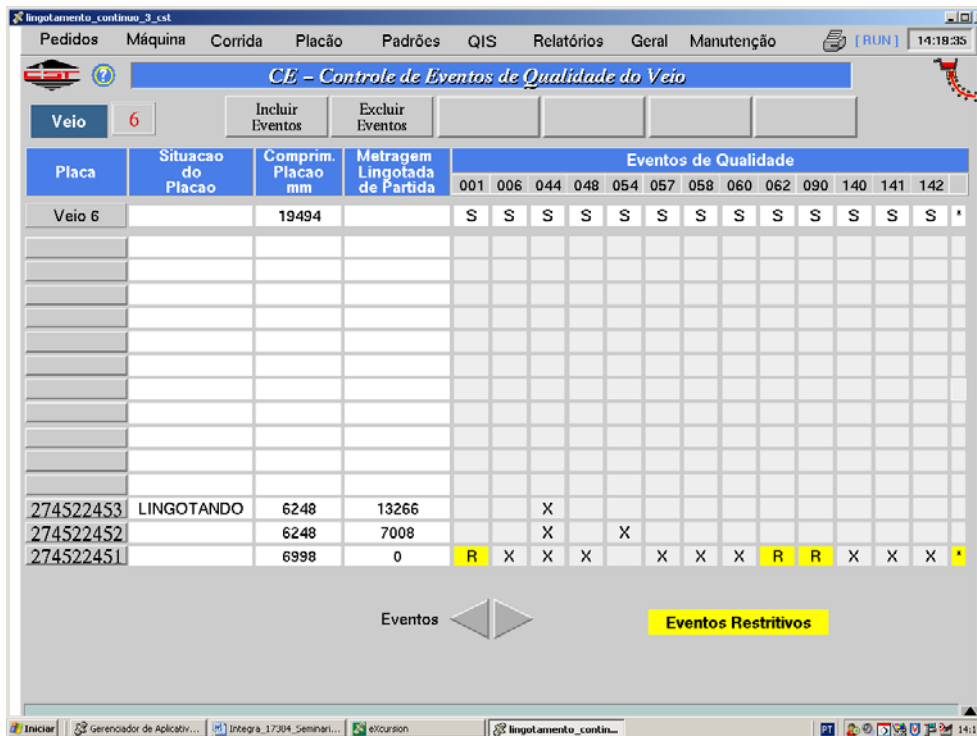 lingotamento_continuo_3_cst
Pedidos Máquina Corrida Placão Padrões QIS Relatórios Geral Manutenção [RUN] 14:18:35
CST CE – Controle de Eventos de Qualidade do Veio
Veio 6 Incluir Eventos Excluir Eventos
Placa Situacao do Placao Comprim. Placao mm Metragem Lingotada de Partida Eventos de Qualidade
001 006 044 048 054 057 058 060 062 090 140 141 142
Veio 6 19494 S S S S S S S S S S S S S *
274522453 LINGOTANDO 6248 13266 X
274522452 6248 7008 X X
274522451 6998 0 R X X X X X X R R X X X *
Eventos Eventos Restritivos
Iniciar Gerenciador de Aplicativ... Integra_17304_Seminari... eXcursion lingotamento_contin... PT 14:1